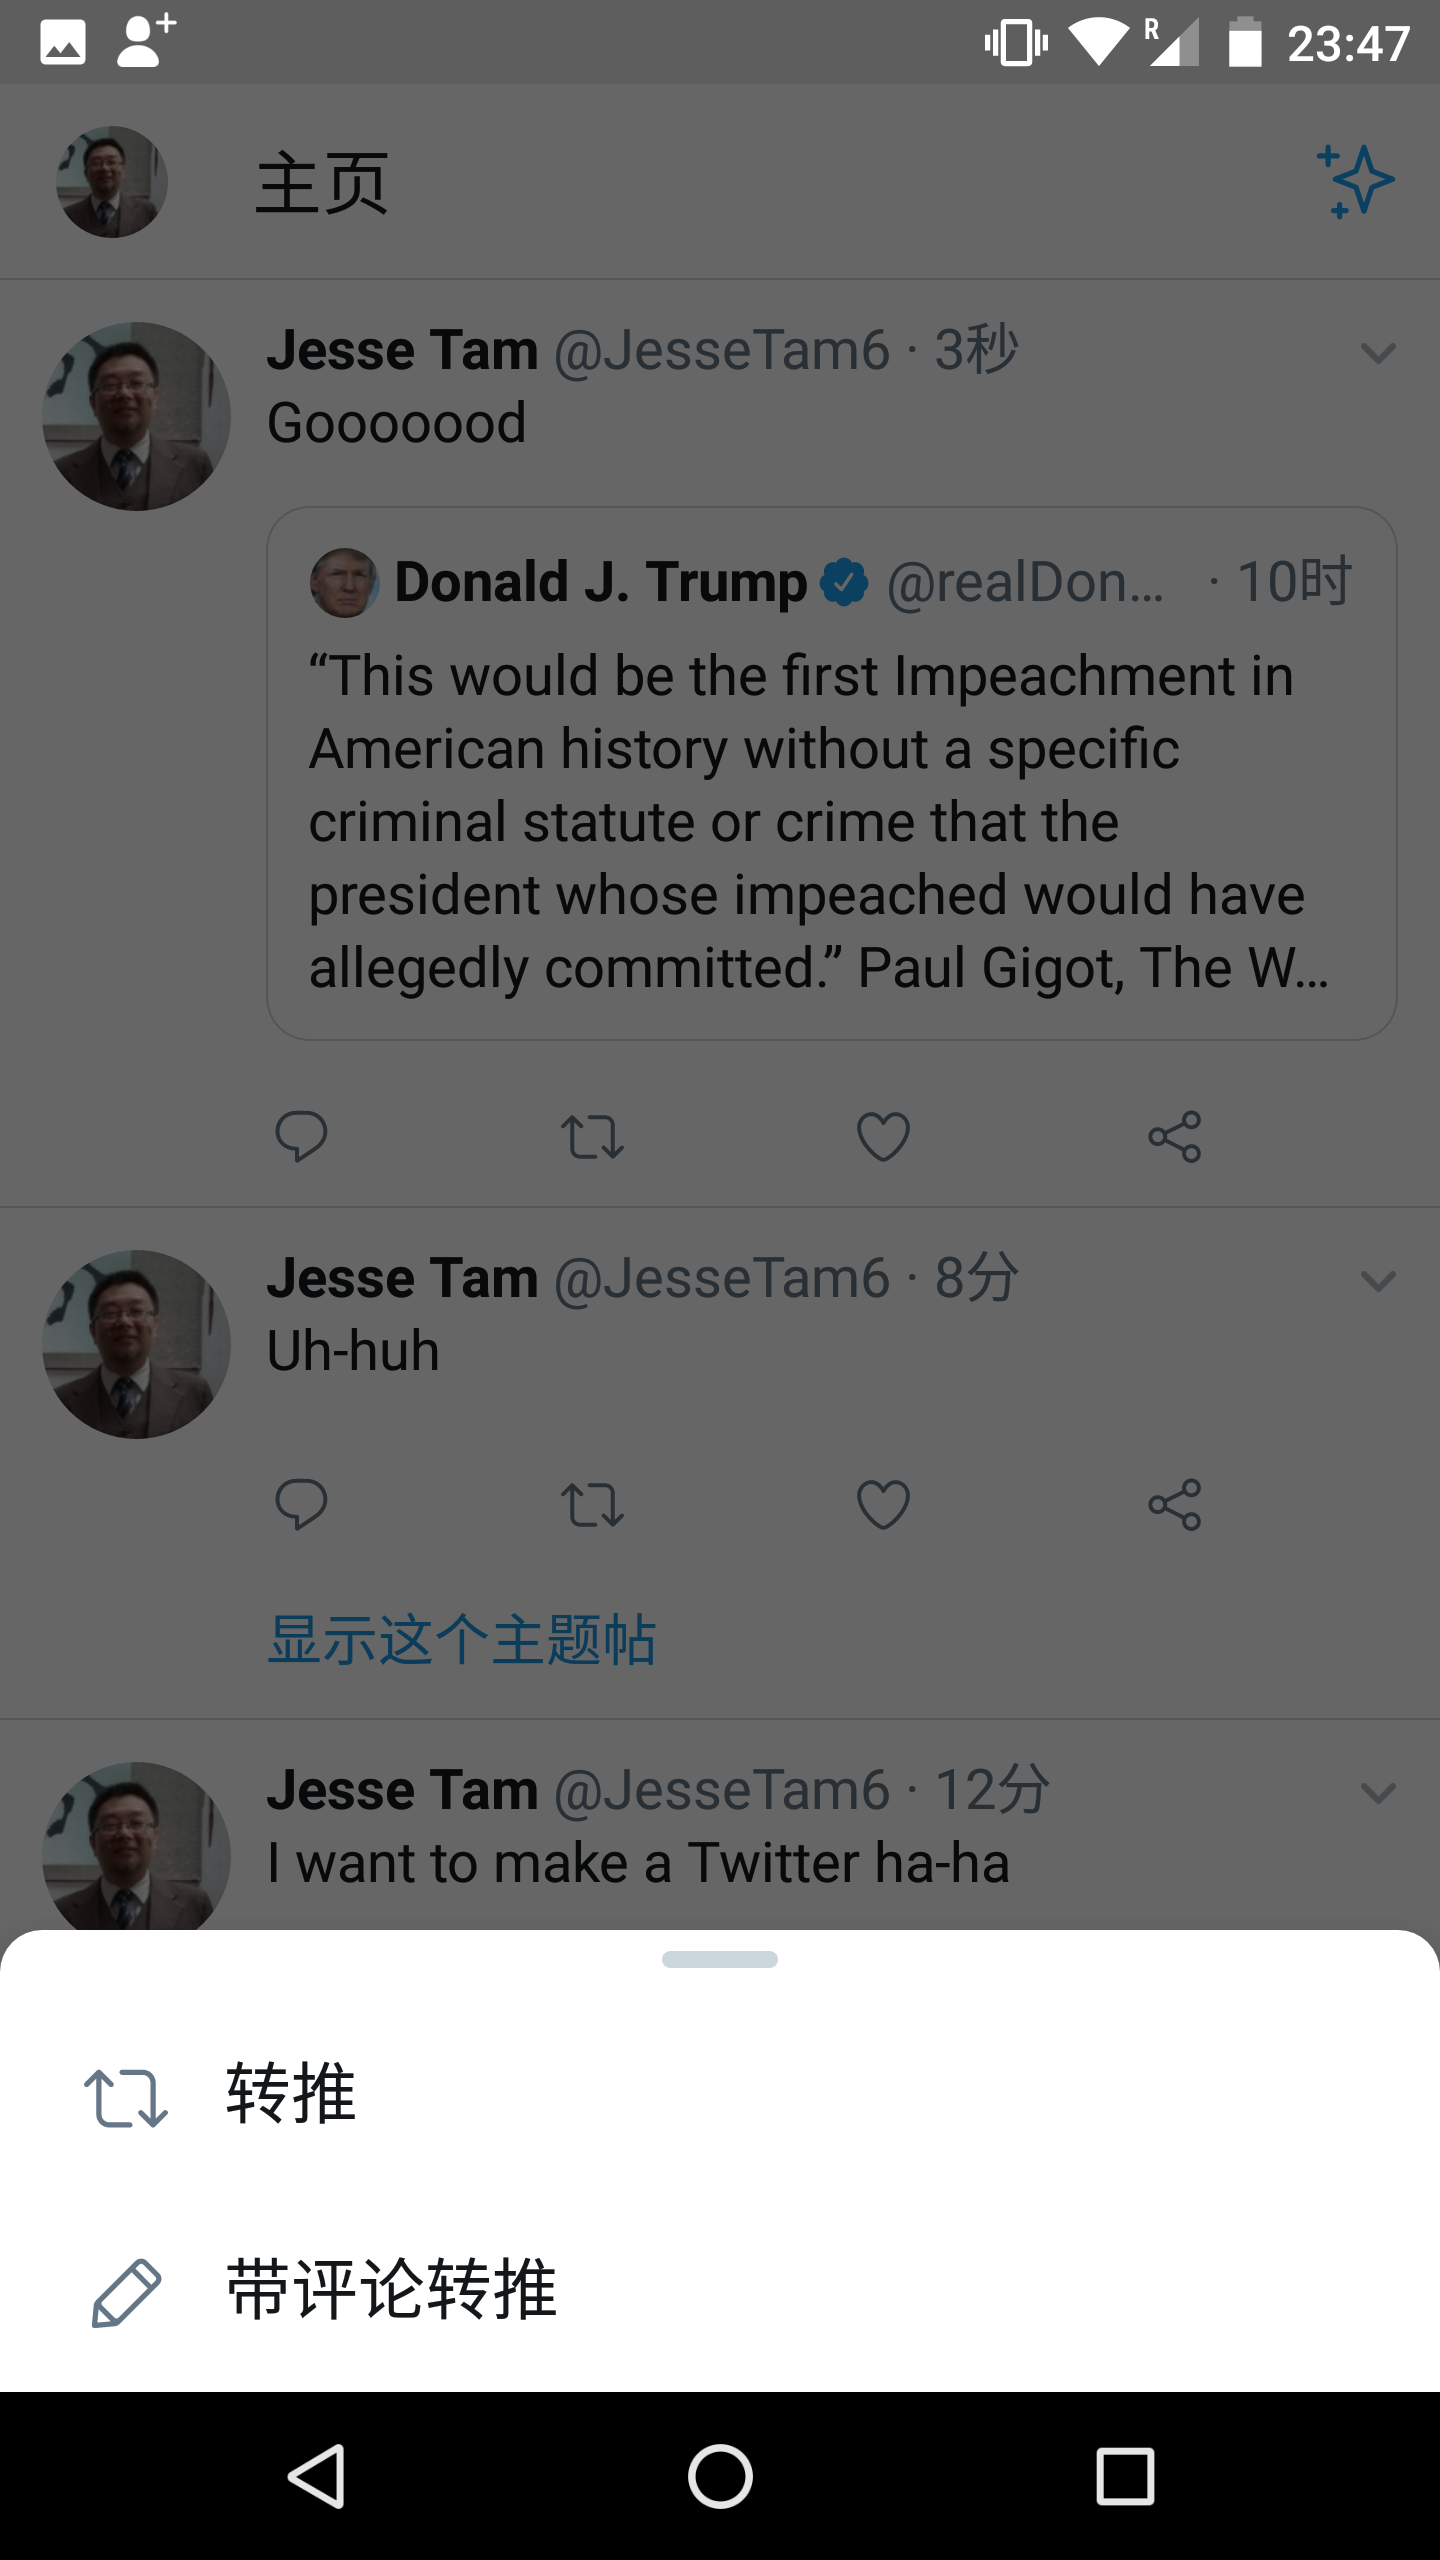 R 23:47
主页
Jesse Tam @JesseTam6 · 3秒
Gooooood
Donald J. Trump @realDon... · 10时
“This would be the first Impeachment in
American history without a specific
criminal statute or crime that the
president whose impeached would have
allegedly committed.” Paul Gigot, The W...
Jesse Tam @JesseTam6 · 8分
Uh-huh
显示这个主题帖
Jesse Tam @JesseTam6 · 12分
I want to make a Twitter ha-ha
转推
带评论转推